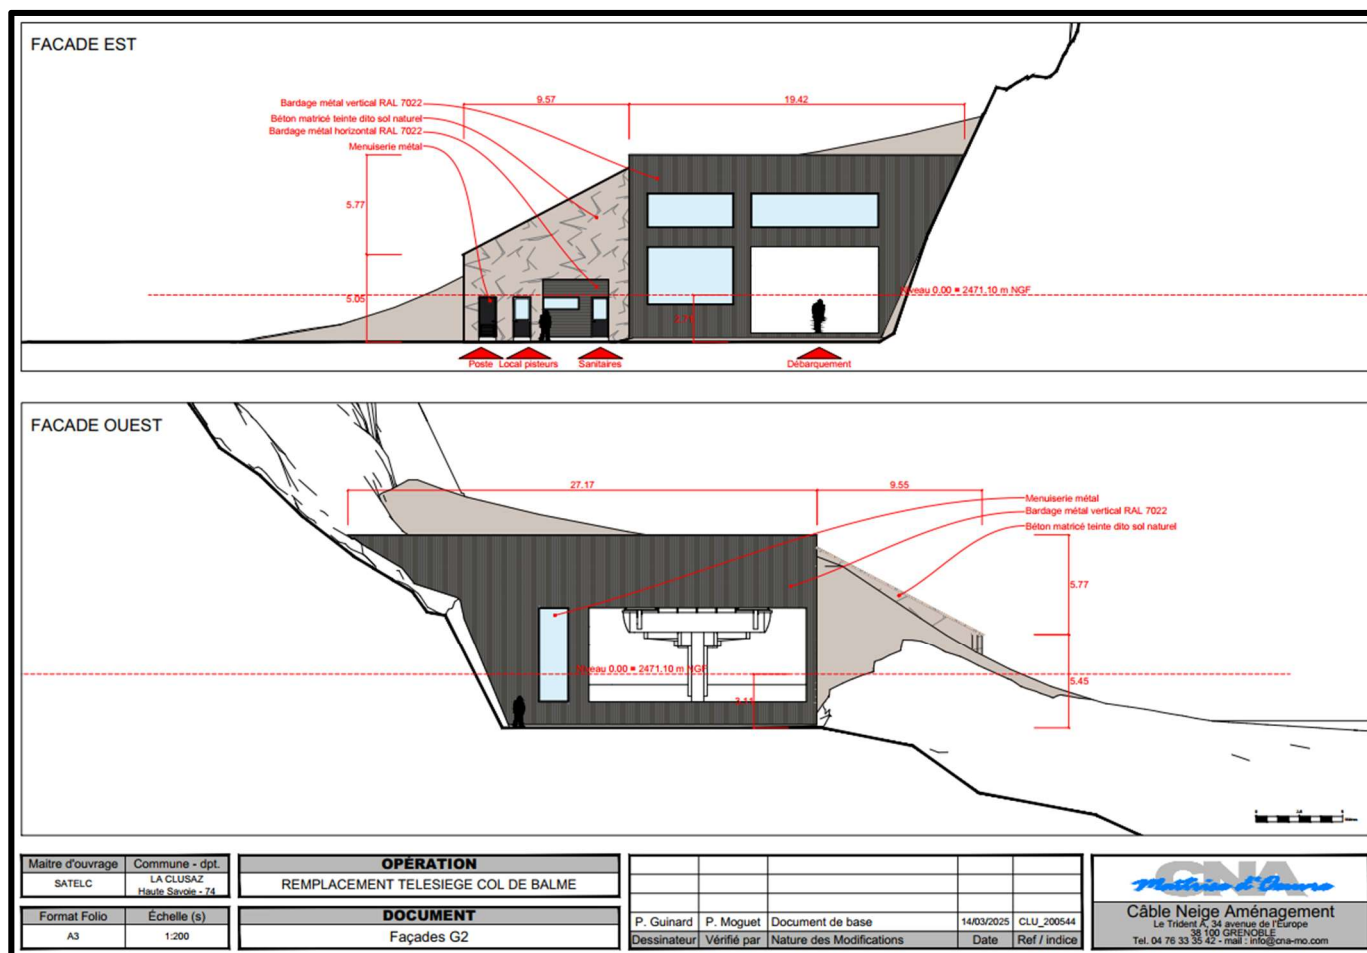 FACADE EST
9.57
19.42
Bardage métal vertical RAL 7022
Béton matricé teinte dito sol naturel
Bardage métal horizontal RAL 7022
Menuiserie métal
5.77
5.05
Niveau 0.00 = 2471.10 m NGF
Poste
Local pisteurs
Sanitaires
Débarquement
FACADE OUEST
27.17
9.55
Menuiserie métal
Bardage métal vertical RAL 7022
Béton matricé teinte dito sol naturel
5.77
Niveau 0.00 = 2471.10 m NGF
5.45
3.11
Maitre d'ouvrage
Commune - dpt.
SATELC
LA CLUSAZ
Haute Savoie - 74
Format Folio
Échelle (s)
A3
1:200
OPÉRATION
REMPLACEMENT TELESIEGE COL DE BALME
DOCUMENT
Façades G2
P. Guinard
P. Moguet
Document de base
14/03/2025
CLU_200544
Dessinateur
Vérifié par
Nature des Modifications
Date
Ref / indice
CNA
Maitrise d'Oeuvre
Câble Neige Aménagement
Le Trident A, 34 avenue de l'Europe
38 100 GRENOBLE
Tel. 04 76 33 35 42 - mail : info@cna-mo.com